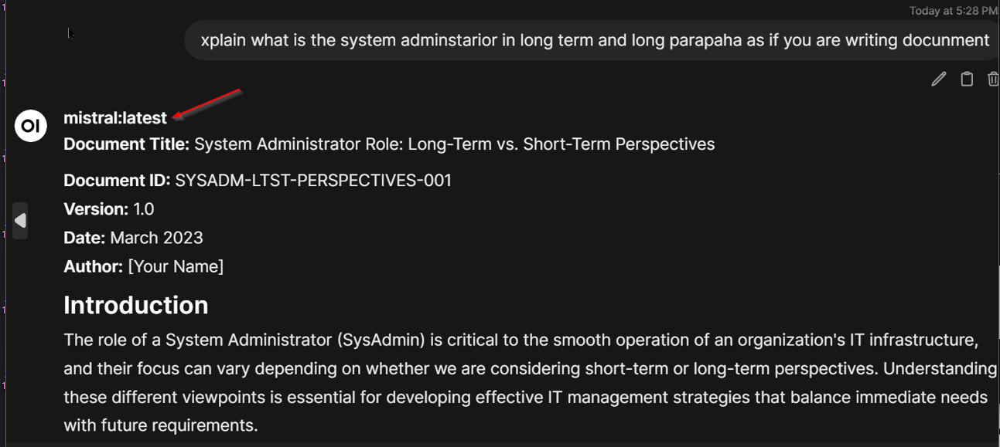 Today at 5:28 PM
xplain what is the system adminstarior in long term and long parapaha as if you are writing docunment
OI
mistral:latest
Document Title: System Administrator Role: Long-Term vs. Short-Term Perspectives
Document ID: SYSADM-LTST-PERSPECTIVES-001
Version: 1.0
Date: March 2023
Author: [Your Name]
Introduction
The role of a System Administrator (SysAdmin) is critical to the smooth operation of an organization's IT infrastructure,
and their focus can vary depending on whether we are considering short-term or long-term perspectives. Understanding
these different viewpoints is essential for developing effective IT management strategies that balance immediate needs
with future requirements.